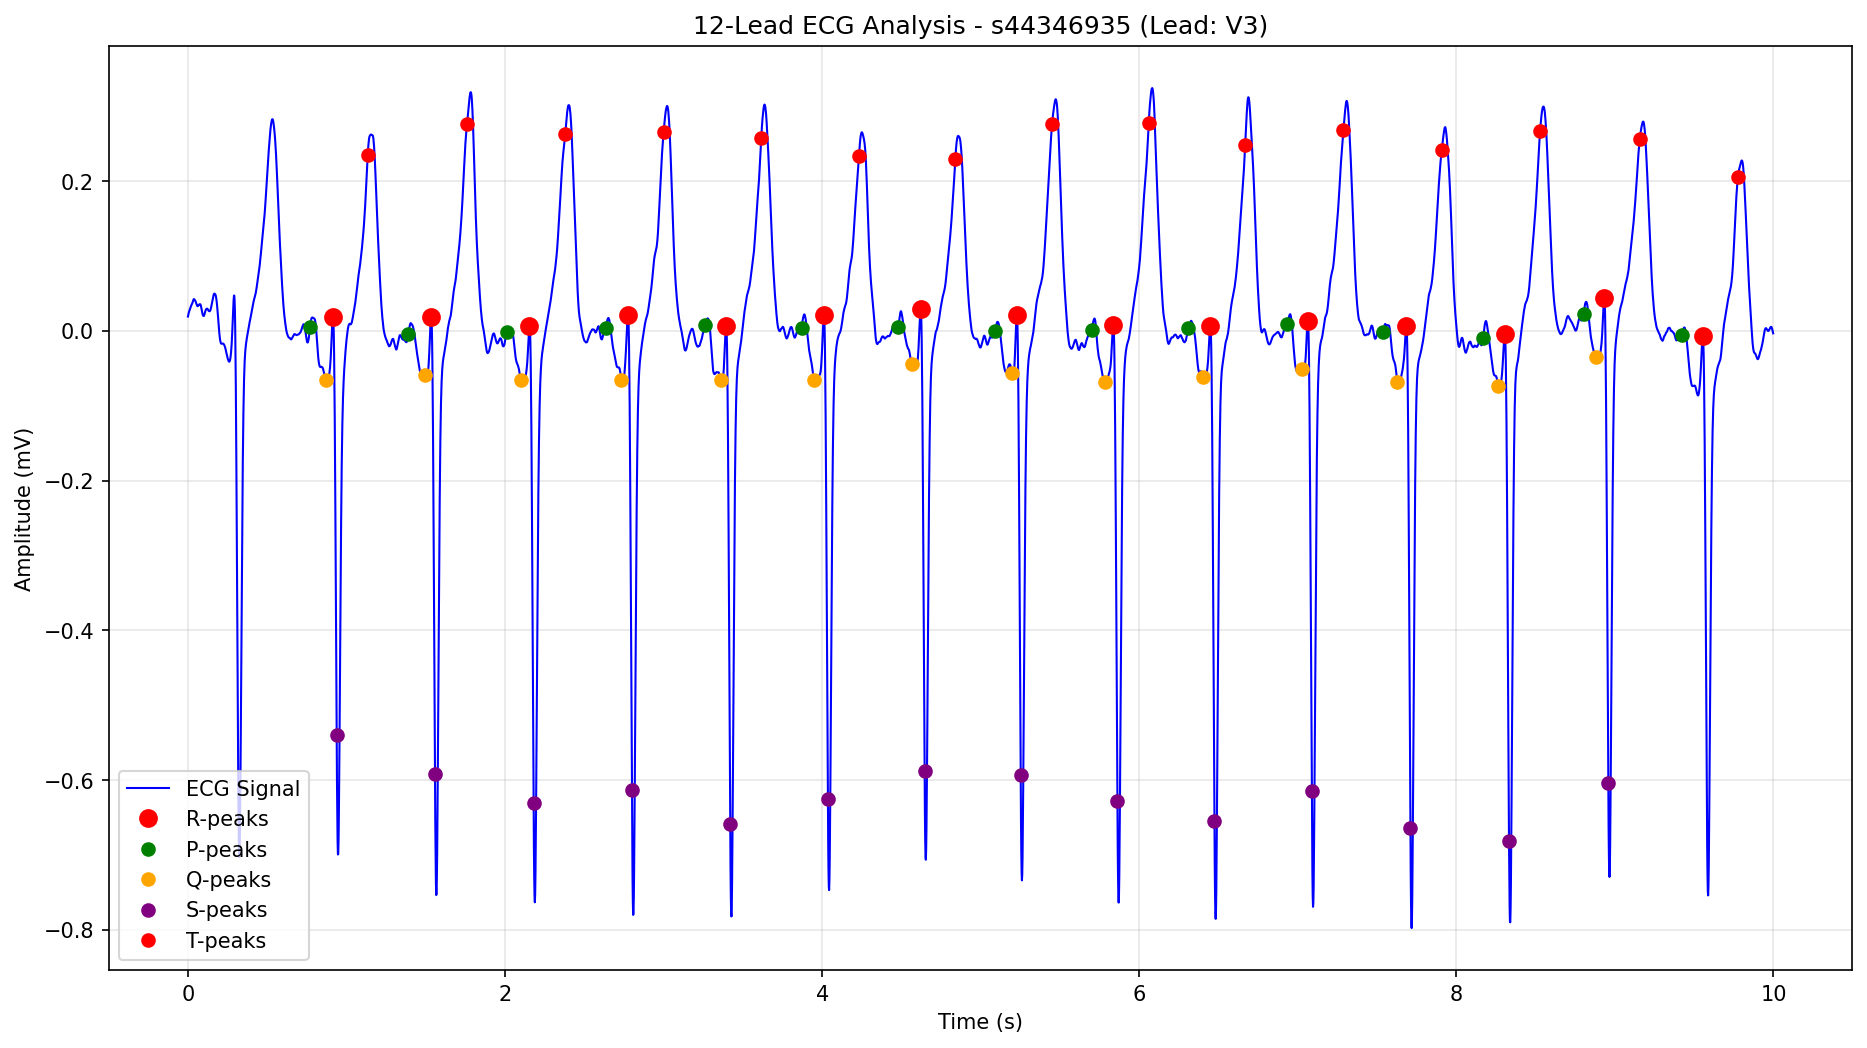 12-Lead ECG Analysis - s44346935 (Lead: V3)
0.2
0.0
−0.2
−0.4
−0.6
−0.8
Amplitude (mV)
ECG Signal
R-peaks
P-peaks
Q-peaks
S-peaks
T-peaks
0 2 4 6 8 10
Time (s)